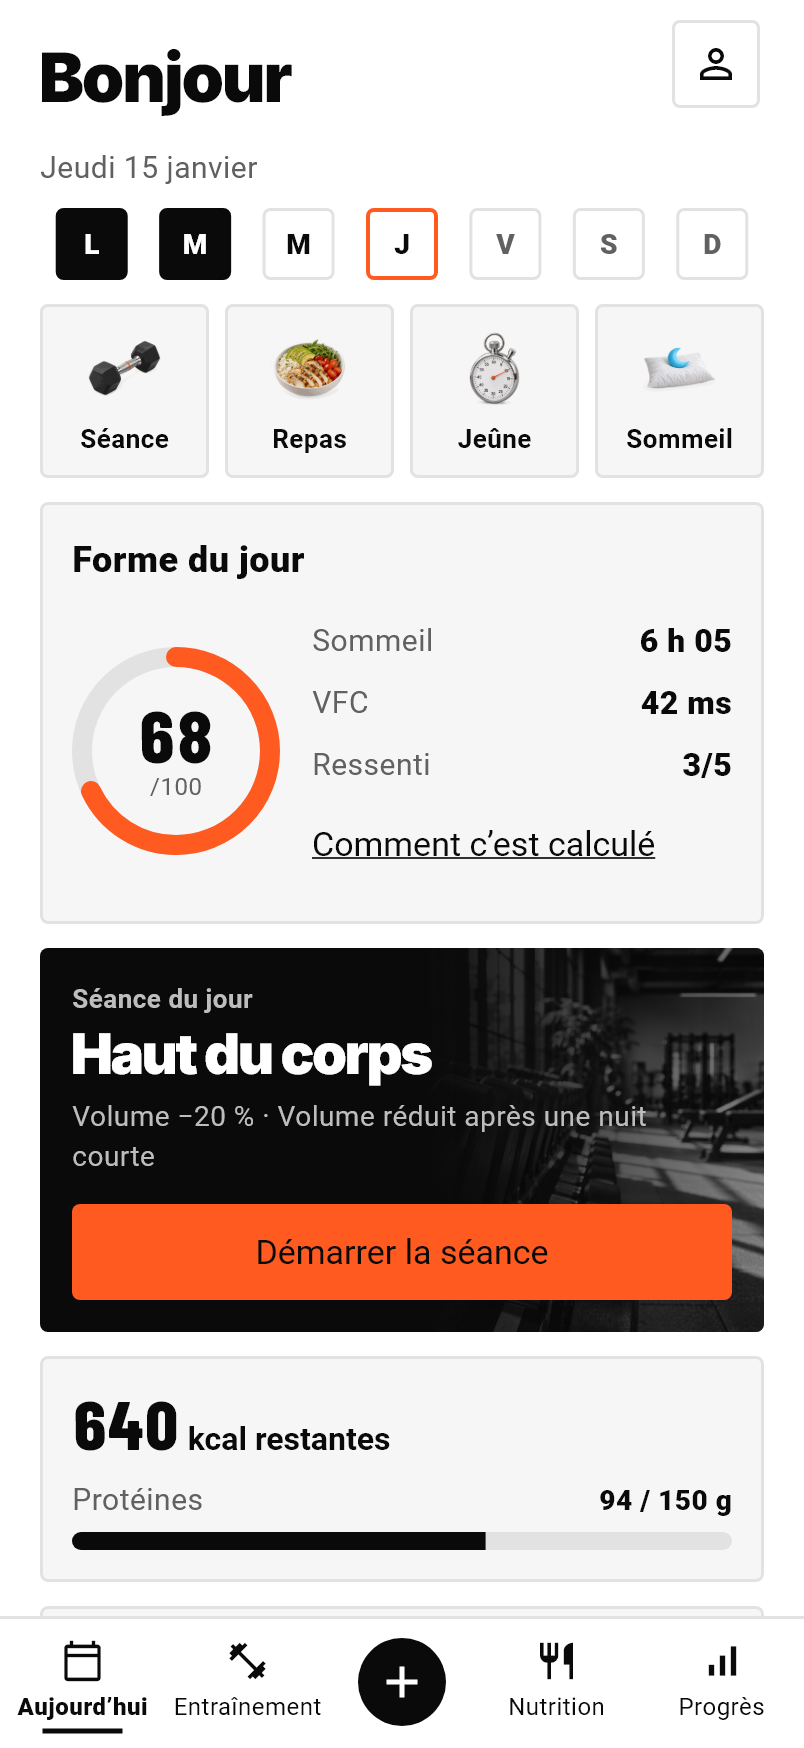 Bonjour
Jeudi 15 janvier
L M M J V S D
Séance Repas Jeûne Sommeil
Forme du jour
68
/100
Sommeil 6 h 05
VFC 42 ms
Ressenti 3/5
Comment c’est calculé
Séance du jour
Haut du corps
Volume −20 % · Volume réduit après une nuit
courte
Démarrer la séance
640 kcal restantes
Protéines 94 / 150 g
Aujourd’hui Entraînement Nutrition Progrès